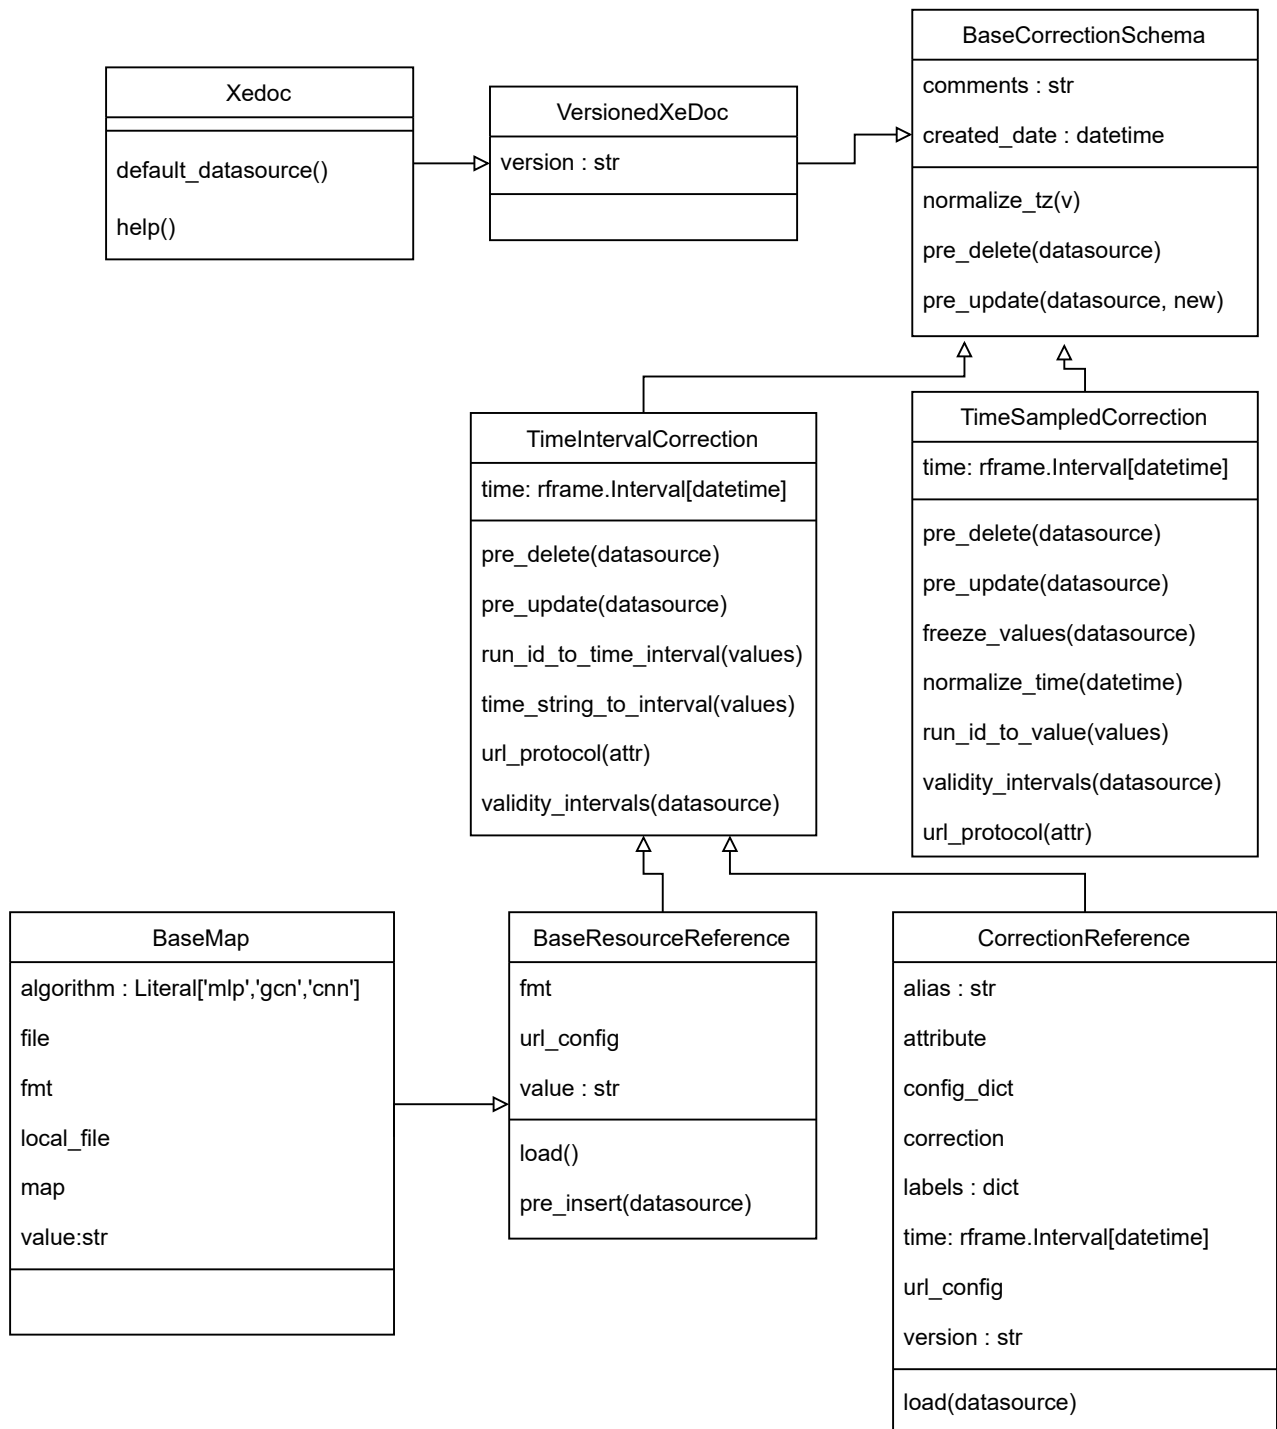 BaseCorrectionSchema
comments : str
created_date : datetime
normalize_tz(v)
pre_delete(datasource)
pre_update(datasource, new)
Xedoc
default_datasource()
help()
VersionedXeDoc
version : str
TimeIntervalCorrection
time: rframe.Interval[datetime]
pre_delete(datasource)
pre_update(datasource)
run_id_to_time_interval(values)
time_string_to_interval(values)
url_protocol(attr)
validity_intervals(datasource)
TimeSampledCorrection
time: rframe.Interval[datetime]
pre_delete(datasource)
pre_update(datasource)
freeze_values(datasource)
normalize_time(datetime)
run_id_to_value(values)
validity_intervals(datasource)
url_protocol(attr)
BaseMap
algorithm : Literal['mlp','gcn','cnn']
file
fmt
local_file
map
value:str
BaseResourceReference
fmt
url_config
value : str
load()
pre_insert(datasource)
CorrectionReference
alias : str
attribute
config_dict
correction
labels : dict
time: rframe.Interval[datetime]
url_config
version : str
load(datasource)